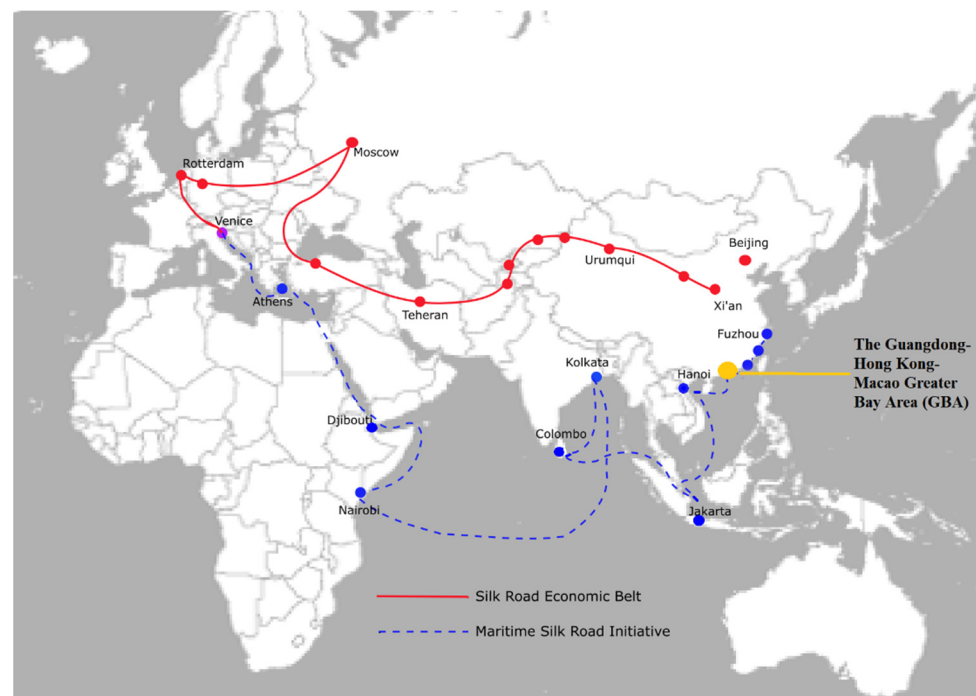 Moscow
Rotterdam
Venice
Athens
Teheran
Urumqui
Beijing
Xi'an
Fuzhou
Kolkata
Hanoi
The Guangdong-
Hong Kong-
Macao Greater
Bay Area (GBA)
Djibouti
Colombo
Nairobi
Jakarta
Silk Road Economic Belt
Maritime Silk Road Initiative